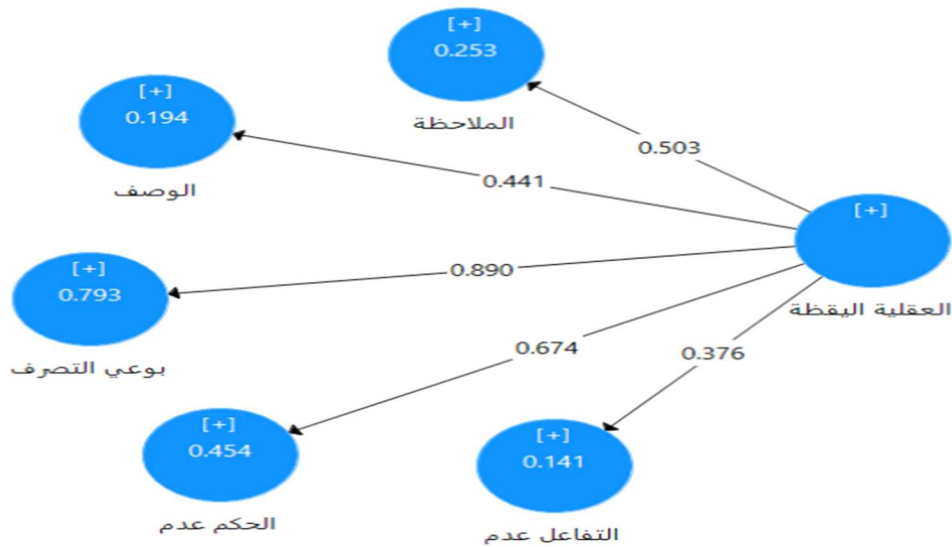 [+]
0.253
الملاحظة
[+]
0.194
الوصف
0.503
0.441
[+]
العقلية اليقظة
[+]
0.793
بوعي التصرف
0.890
0.674
0.376
[+]
0.454
الحكم عدم
[+]
0.141
التفاعل عدم